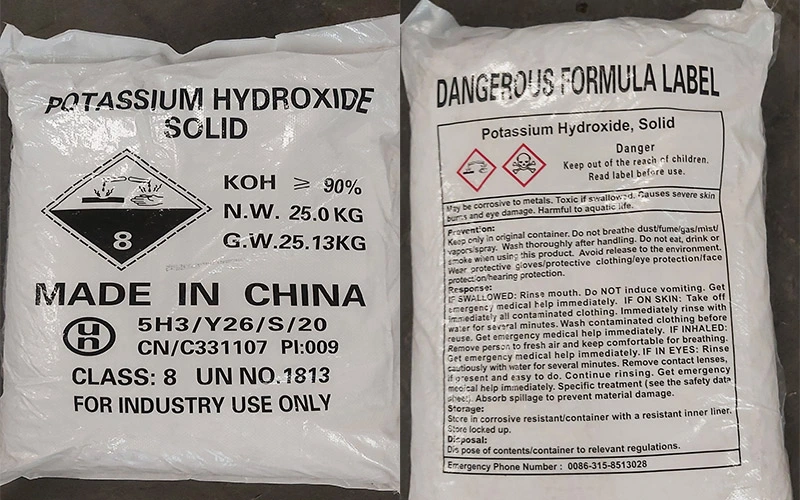 POTASSIUM HYDROXIDE
SOLID
8
KOH ≥ 90%
N.W. 25.0 KG
G.W. 25.13KG
MADE IN CHINA
UN
5H3/Y26/S/20
CN/C331107 PI:009
CLASS: 8 UN NO.1813
FOR INDUSTRY USE ONLY
DANGEROUS FORMULA LABEL
Potassium Hydroxide, Solid
Danger
Keep out of the reach of children.
Read label before use.
May be corrosive to metals. Toxic if swallowed. Causes severe skin
burns and eye damage. Harmful to aquatic life.
Prevention:
Keep only in original container. Do not breathe dust/fume/gas/mist/
vapors/spray. Wash thoroughly after handling. Do not eat, drink or
smoke when using this product. Avoid release to the environment.
Wear protective gloves/protective clothing/eye protection/face
protection/hearing protection.
Response:
IF SWALLOWED: Rinse mouth. Do NOT induce vomiting. Get
emergency medical help immediately. IF ON SKIN: Take off
immediately all contaminated clothing. Immediately rinse with
water for several minutes. Wash contaminated clothing before
reuse. Get emergency medical help immediately. IF INHALED:
Remove person to fresh air and keep comfortable for breathing.
Get emergency medical help immediately. IF IN EYES: Rinse
cautiously with water for several minutes. Remove contact lenses,
if present and easy to do. Continue rinsing. Get emergency
medical help immediately. Specific treatment (see the safety data
sheet). Absorb spillage to prevent material damage.
Storage:
Store in corrosive resistant/container with a resistant inner liner.
Store locked up.
Disposal:
Dispose of contents/container to relevant regulations.
Emergency Phone Number : 0086-315-8513028